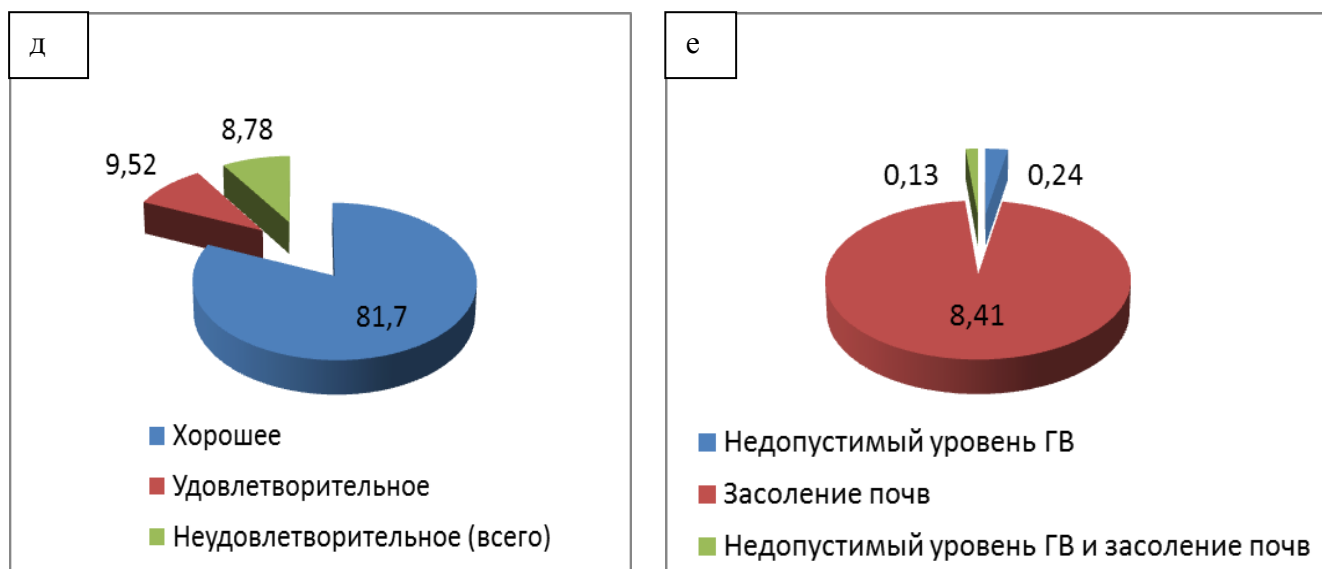 д
8,78
9,52
81,7
Хорошее
Удовлетворительное
Неудовлетворительное (всего)
е
0,13
0,24
8,41
Недопустимый уровень ГВ
Засоление почв
Недопустимый уровень ГВ и засоление почв